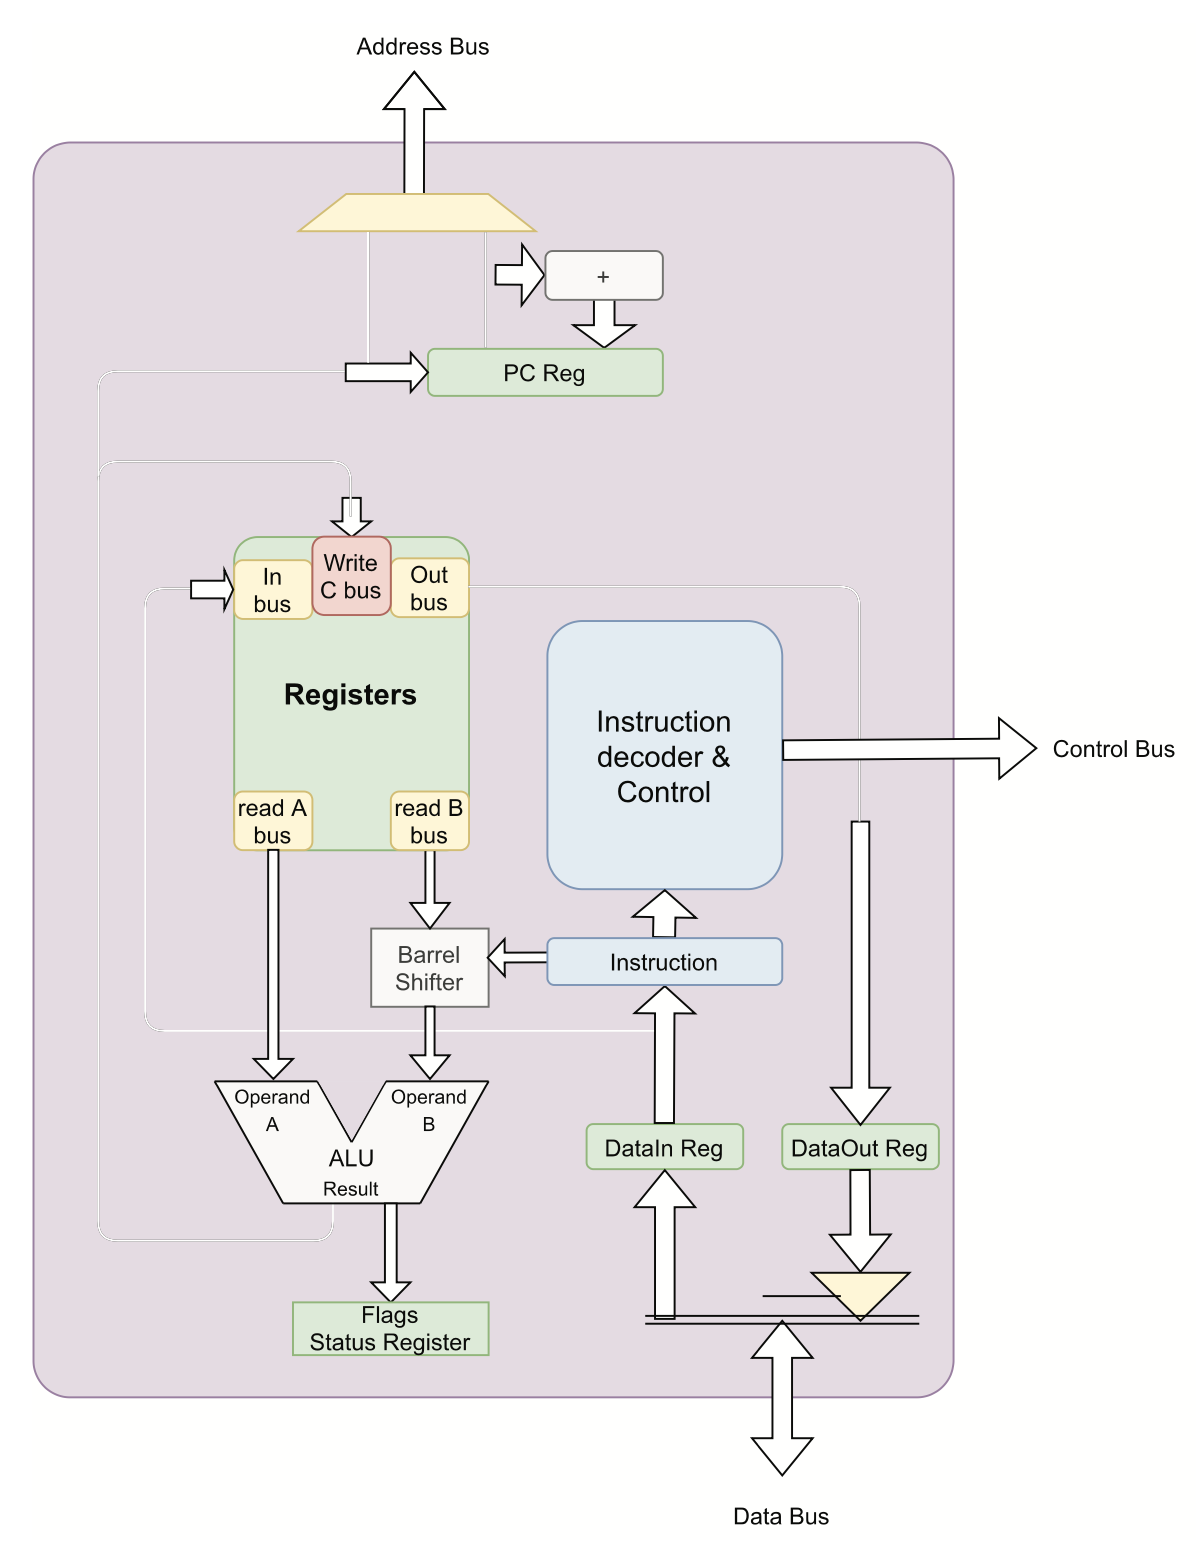 Address Bus
+
PC Reg
In
bus
Write
C bus
Out
bus
Registers
Instruction
decoder &
Control
Control Bus
read A
bus
read B
bus
Barrel
Shifter
Instruction
Operand
A
Operand
B
ALU
Result
DataIn Reg
DataOut Reg
Flags
Status Register
Data Bus